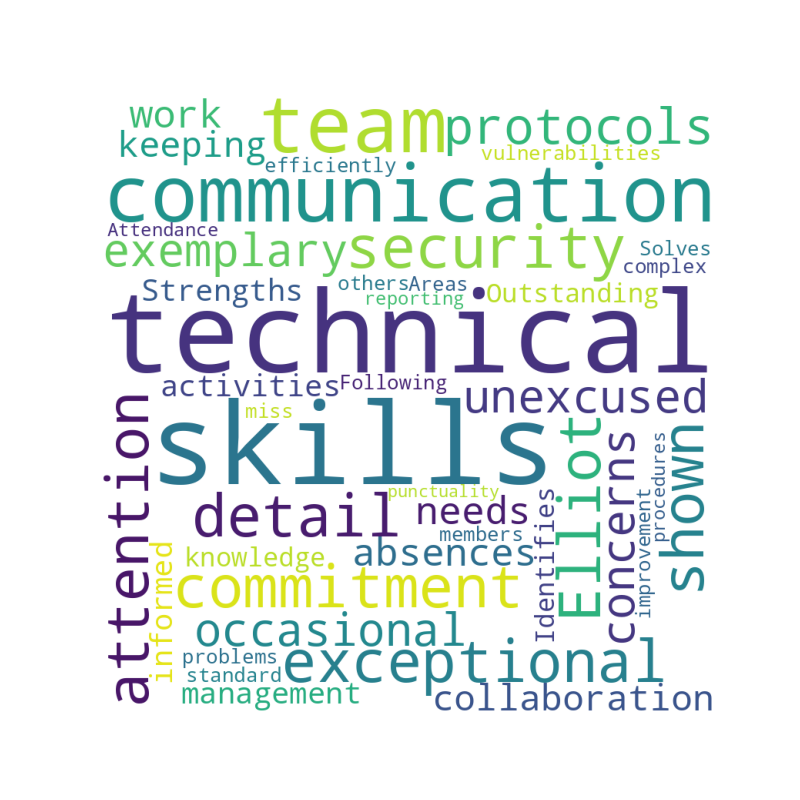 work team protocols
keeping efficiently vulnerabilities
communication
Attendance
exemplary security Solves
complex
Strengths others Areas
reporting Outstanding
technical
activities Following unexcused
miss
skills
attention
detail needs
punctuality
members
Elliot
concerns
shown
procedures
improvement
Identifies
informed
knowledge absences
commitment
occasional
problems exceptional
standard
management collaboration